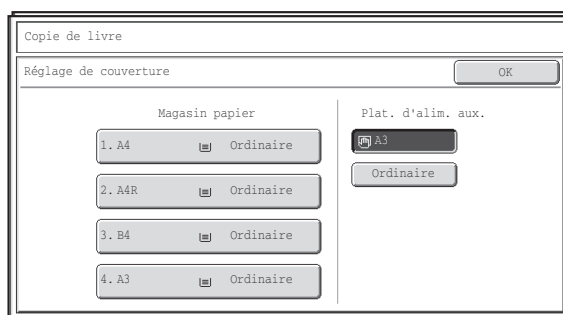 Copie de livre
Réglage de couverture
OK
Magasin papier
1. A4 Ordinaire
2. A4R Ordinaire
3. B4 Ordinaire
4. A3 Ordinaire
Plat. d'alim. aux.
A3
Ordinaire